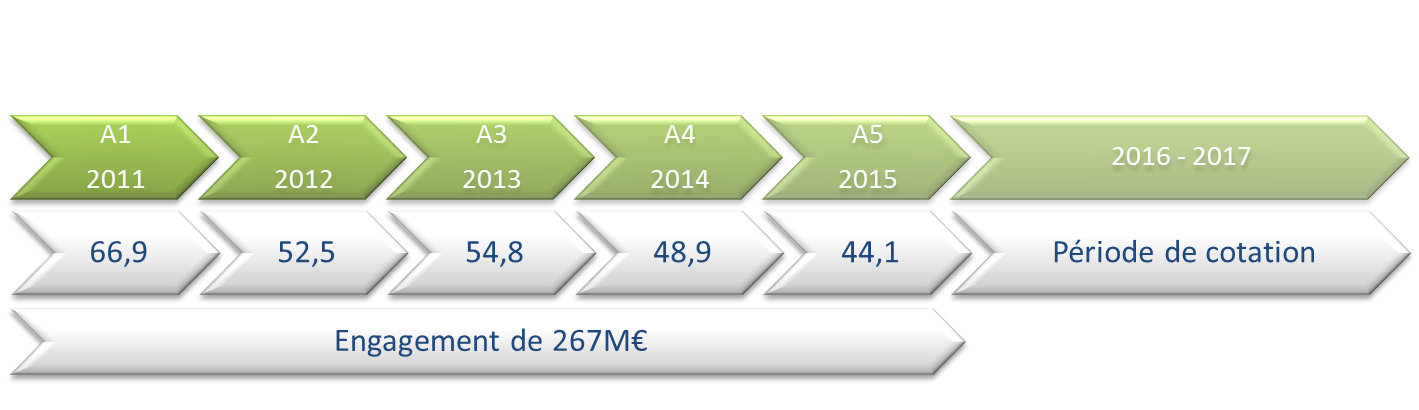 A1
2011
A2
2012
A3
2013
A4
2014
A5
2015
2016 - 2017
66,9
52,5
54,8
48,9
44,1
Période de cotation
Engagement de 267M€